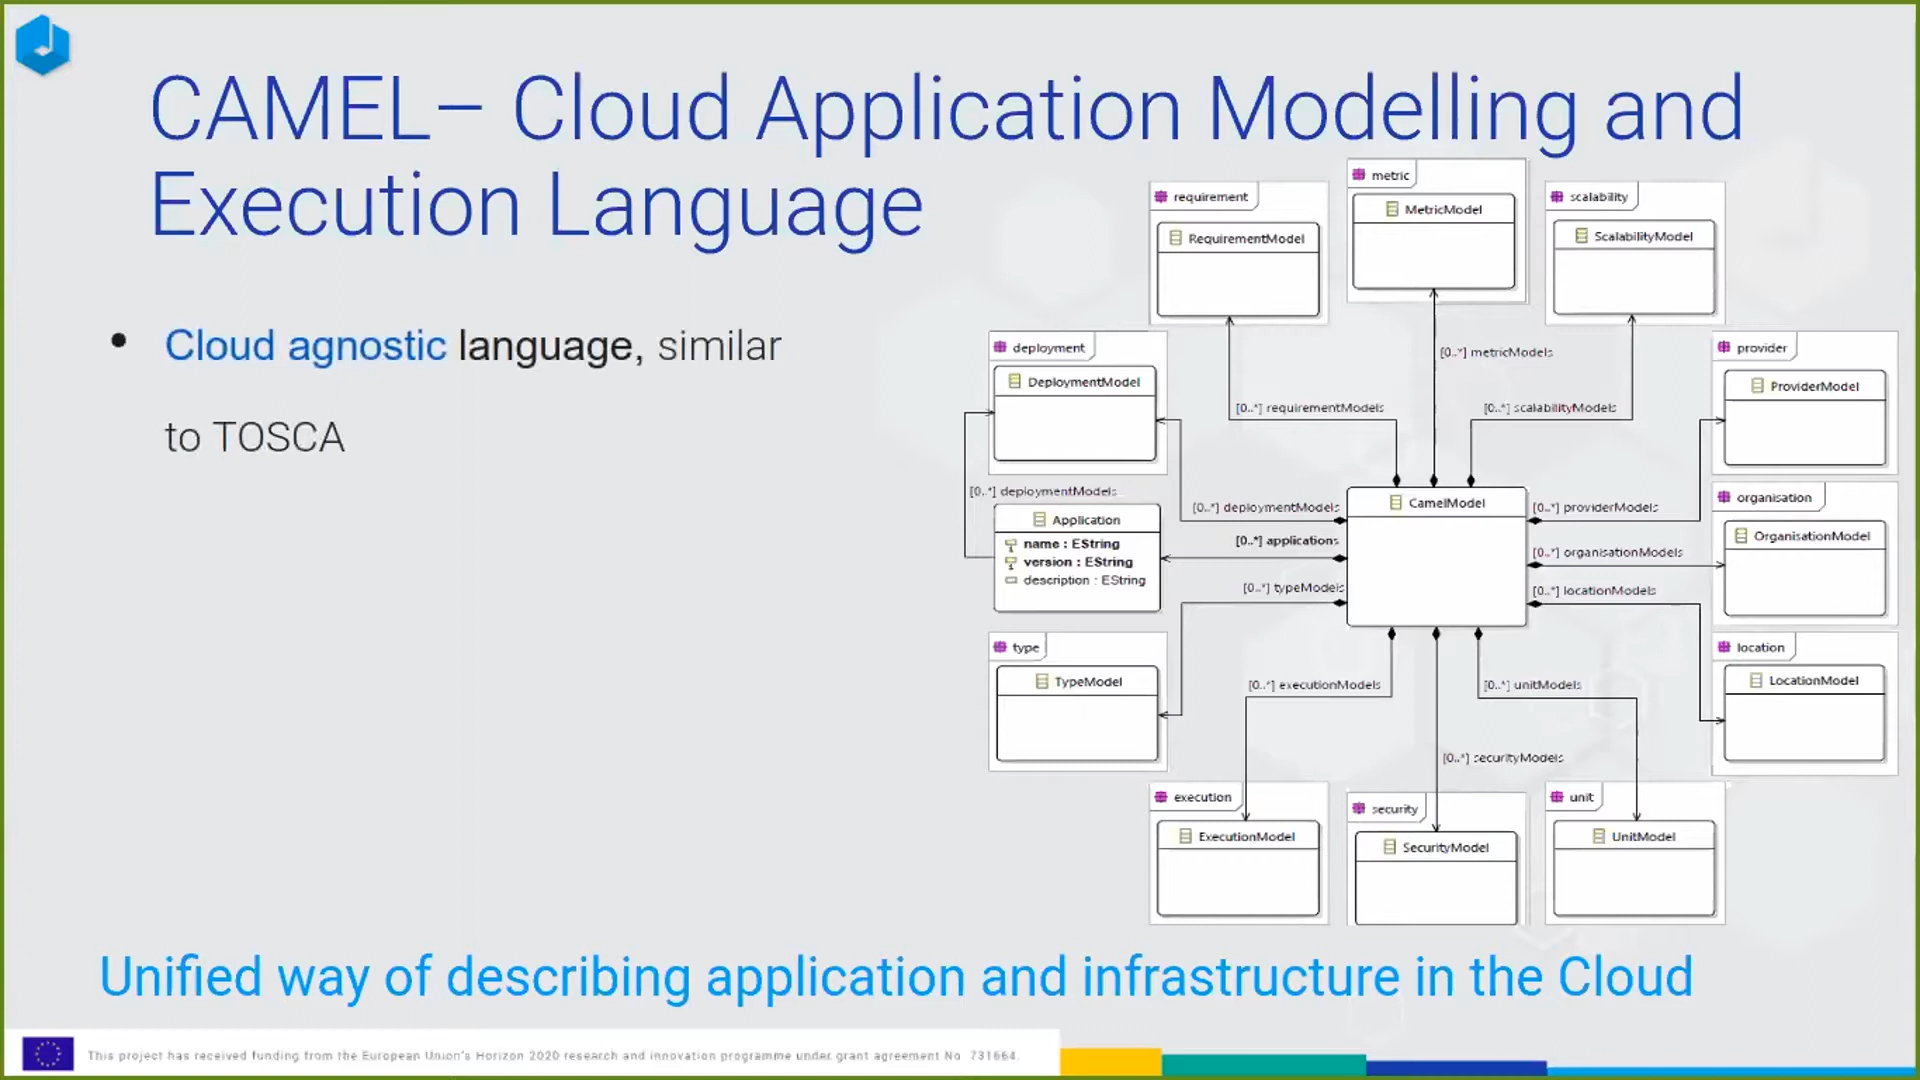 CAMEL– Cloud Application Modelling and
Execution Language
• Cloud agnostic language, similar
to TOSCA
metric
MetricModel
requirement
RequirementModel
scalability
ScalabilityModel
deployment
DeploymentModel
provider
ProviderModel
[0..*] metricModels
[0..*] requirementModels
[0..*] scalabilityModels
[0..*] deploymentModels
[0..*] deploymentModels
CamelModel
[0..*] providerModels
organisation
OrganisationModel
Application
name : EString
version : EString
description : EString
[0..*] applications
[0..*] organisationModels
[0..*] typeModels
[0..*] locationModels
type
TypeModel
location
LocationModel
[0..*] executionModels
[0..*] unitModels
[0..*] securityModels
execution
ExecutionModel
security
SecurityModel
unit
UnitModel
Unified way of describing application and infrastructure in the Cloud
This project has received funding from the European Union's Horizon 2020 research and innovation programme under grant agreement No 731664.